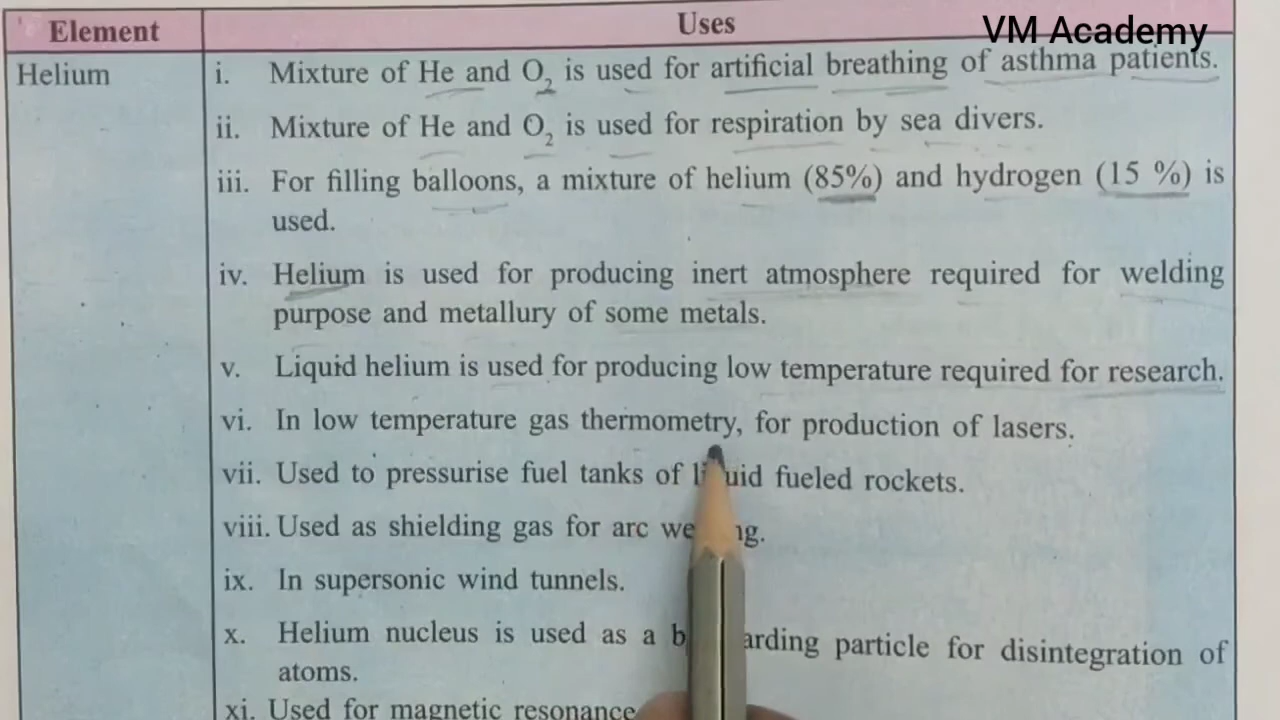 Element Uses VM Academy
Helium i. Mixture of He and O2 is used for artificial breathing of asthma patients.
ii. Mixture of He and O2 is used for respiration by sea divers.
iii. For filling balloons, a mixture of helium (85%) and hydrogen (15 %) is
used.
iv. Helium is used for producing inert atmosphere required for welding
purpose and metallury of some metals.
v. Liquid helium is used for producing low temperature required for research.
vi. In low temperature gas thermometry, for production of lasers.
vii. Used to pressurise fuel tanks of liquid fueled rockets.
viii. Used as shielding gas for arc
ix. In supersonic wind tunnels.
x. Helium nucleus is used as a particle for disintegration of
atoms.
xi. Used for magnetic resonance